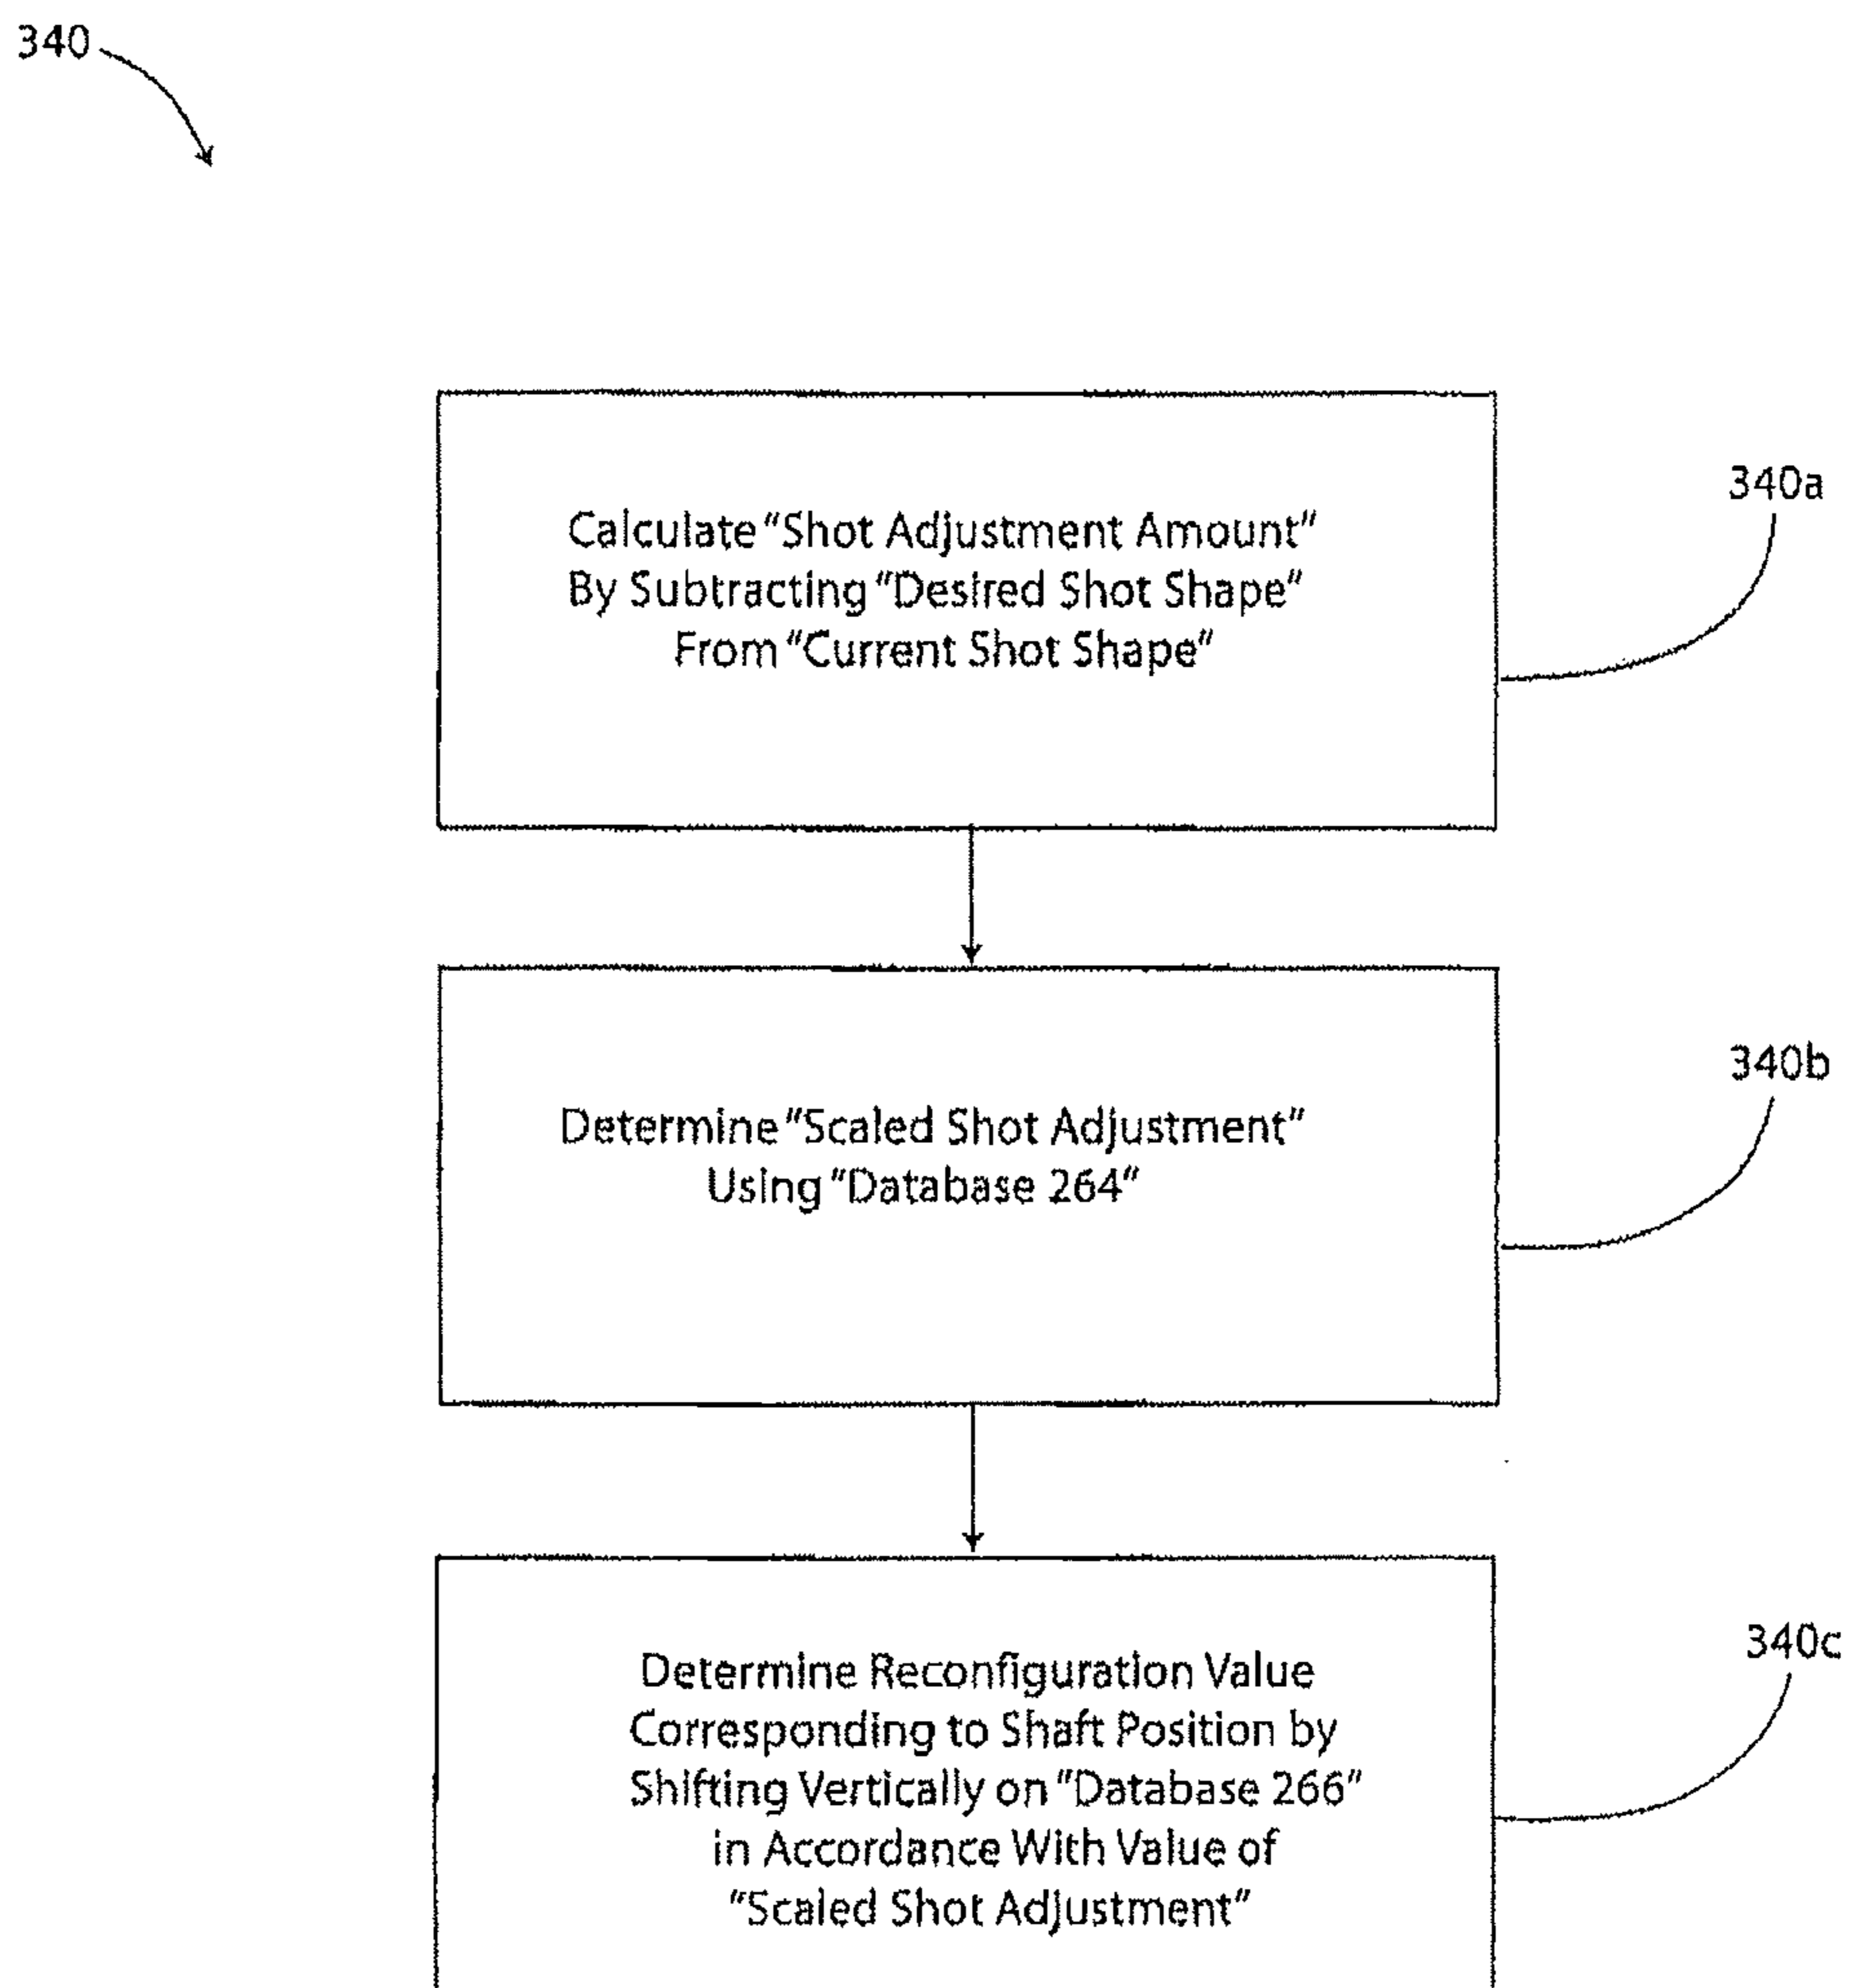 340
340a
Calculate "Shot Adjustment Amount"
By Subtracting "Desired Shot Shape"
From "Current Shot Shape"
340b
Determine "Scaled Shot Adjustment"
Using "Database 264"
340c
Determine Reconfiguration Value
Corresponding to Shaft Position by
Shifting Vertically on "Database 266"
in Accordance With Value of
"Scaled Shot Adjustment"